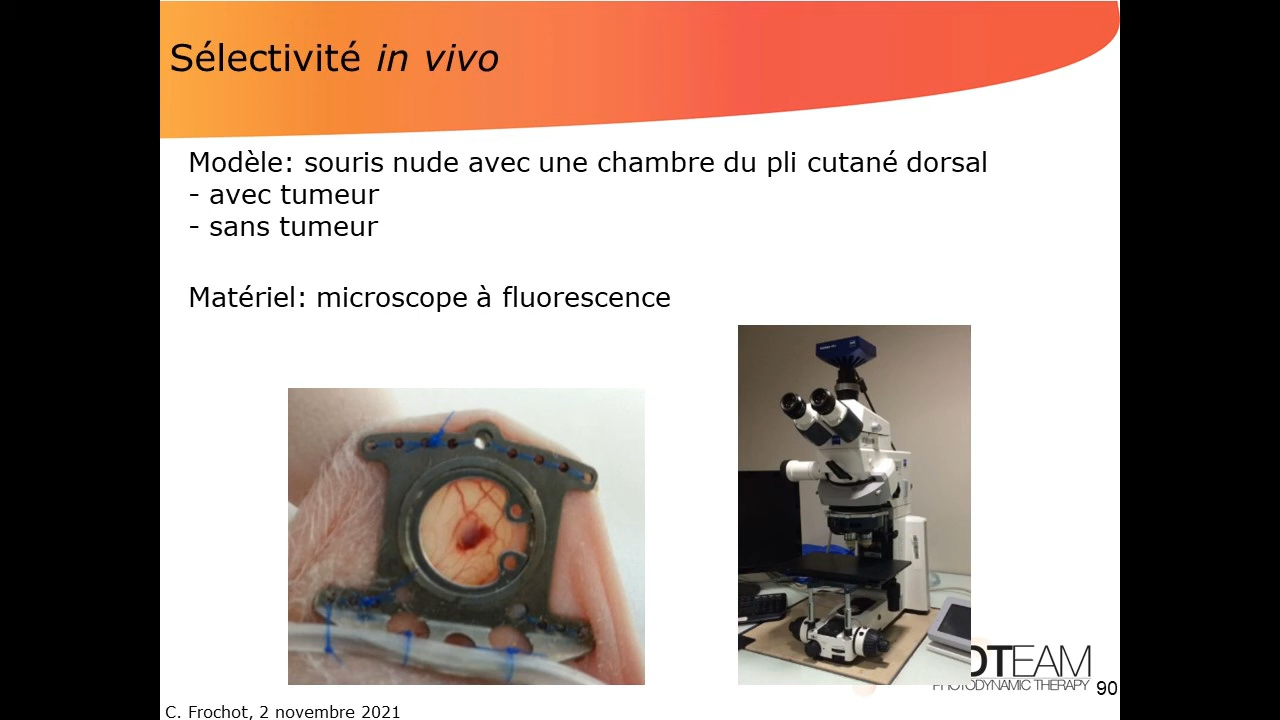 Sélectivité in vivo
Modèle: souris nude avec une chambre du pli cutané dorsal
- avec tumeur
- sans tumeur
Matériel: microscope à fluorescence
TEAM
PHOTODYNAMIC THERAPY
90
C. Frochot, 2 novembre 2021